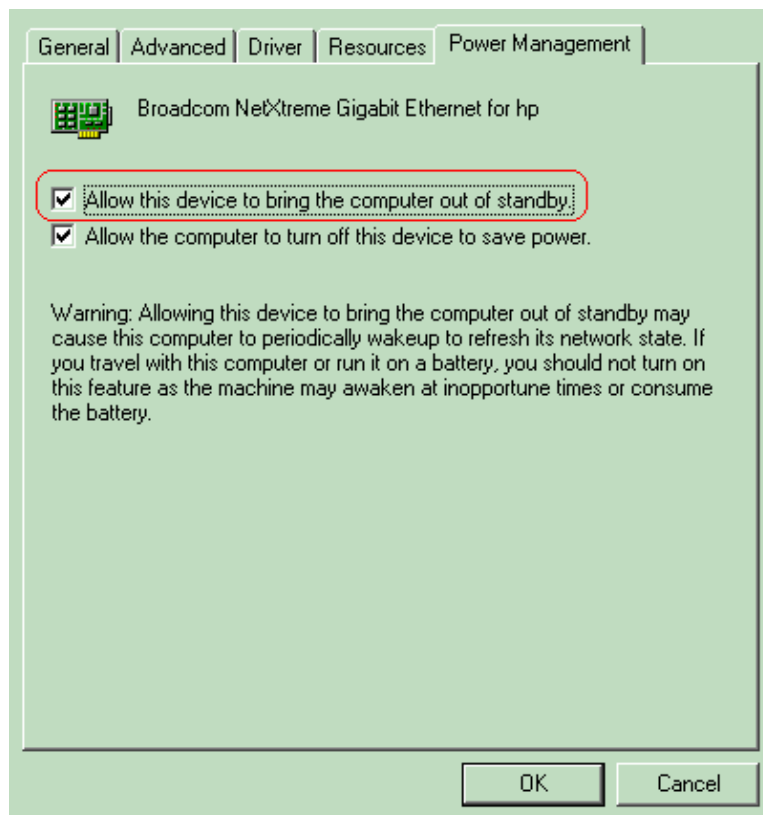 General Advanced Driver Resources Power Management
Broadcom NetXtreme Gigabit Ethernet for hp
Allow this device to bring the computer out of standby.
Allow the computer to turn off this device to save power.
Warning: Allowing this device to bring the computer out of standby may
cause this computer to periodically wakeup to refresh its network state. If
you travel with this computer or run it on a battery, you should not turn on
this feature as the machine may awaken at inopportune times or consume
the battery.
OK Cancel